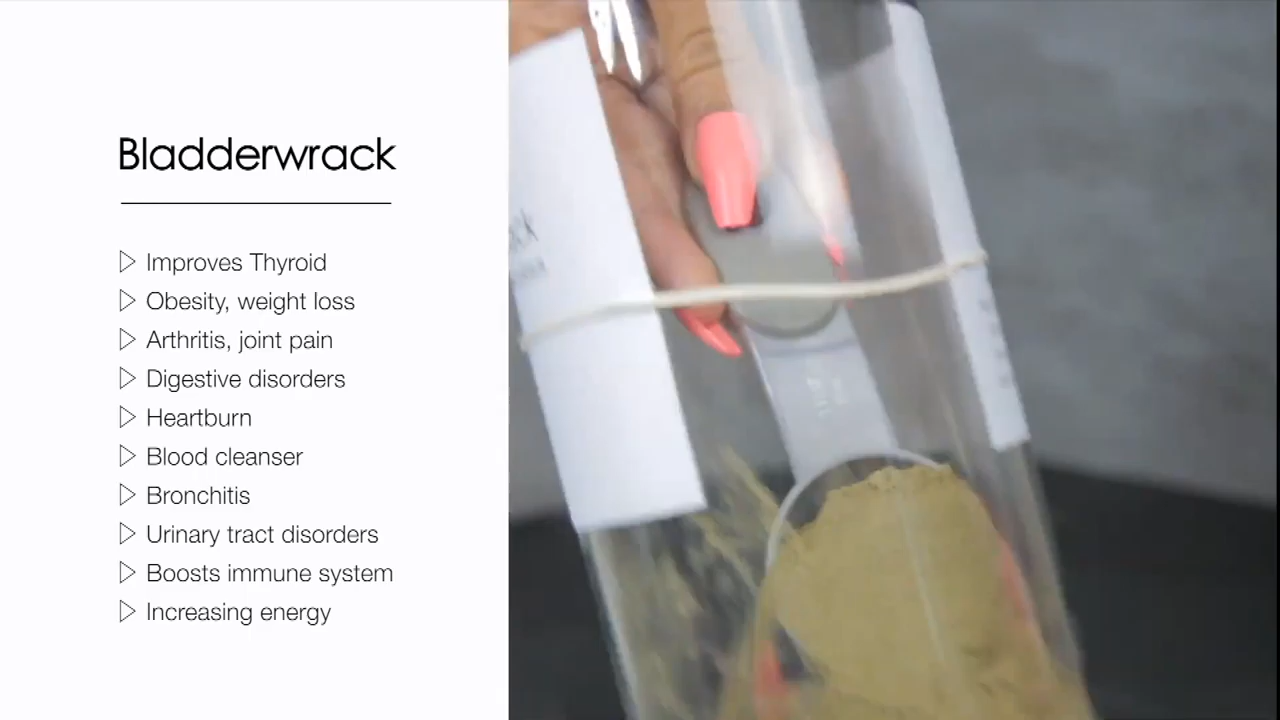 Bladderwrack
Improves Thyroid
Obesity, weight loss
Arthritis, joint pain
Digestive disorders
Heartburn
Blood cleanser
Bronchitis
Urinary tract disorders
Boosts immune system
Increasing energy